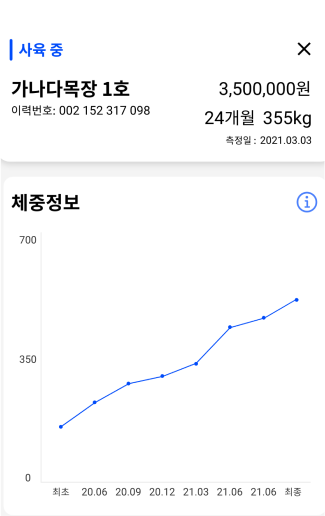 사육 중
가나다목장 1호
3,500,000원
이력번호: 002 152 317 098
24개월 355kg
측정일 : 2021.03.03
체중정보
700
350
0
최초 20.06 20.09 20.12 21.03 21.06 21.06 최종